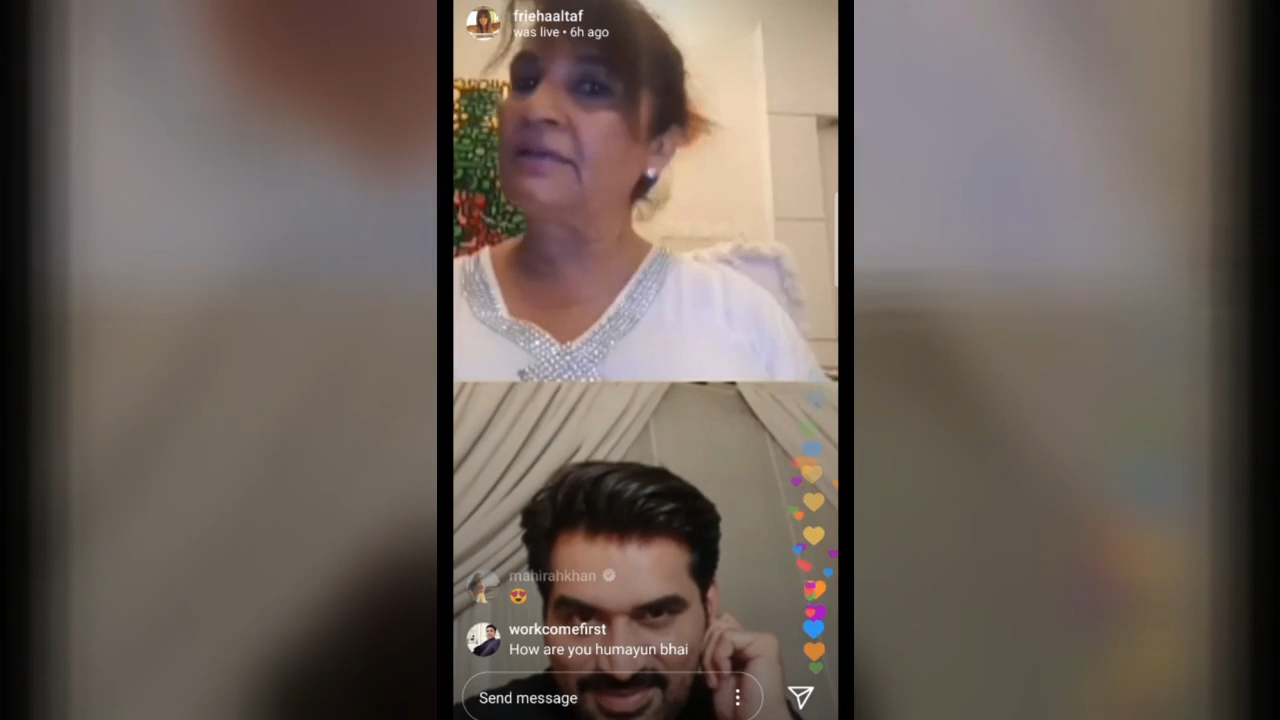 friehaaltaf
was live • 6h ago
mahirahkhan
😍
workcomefirst
How are you humayun bhai
Send message